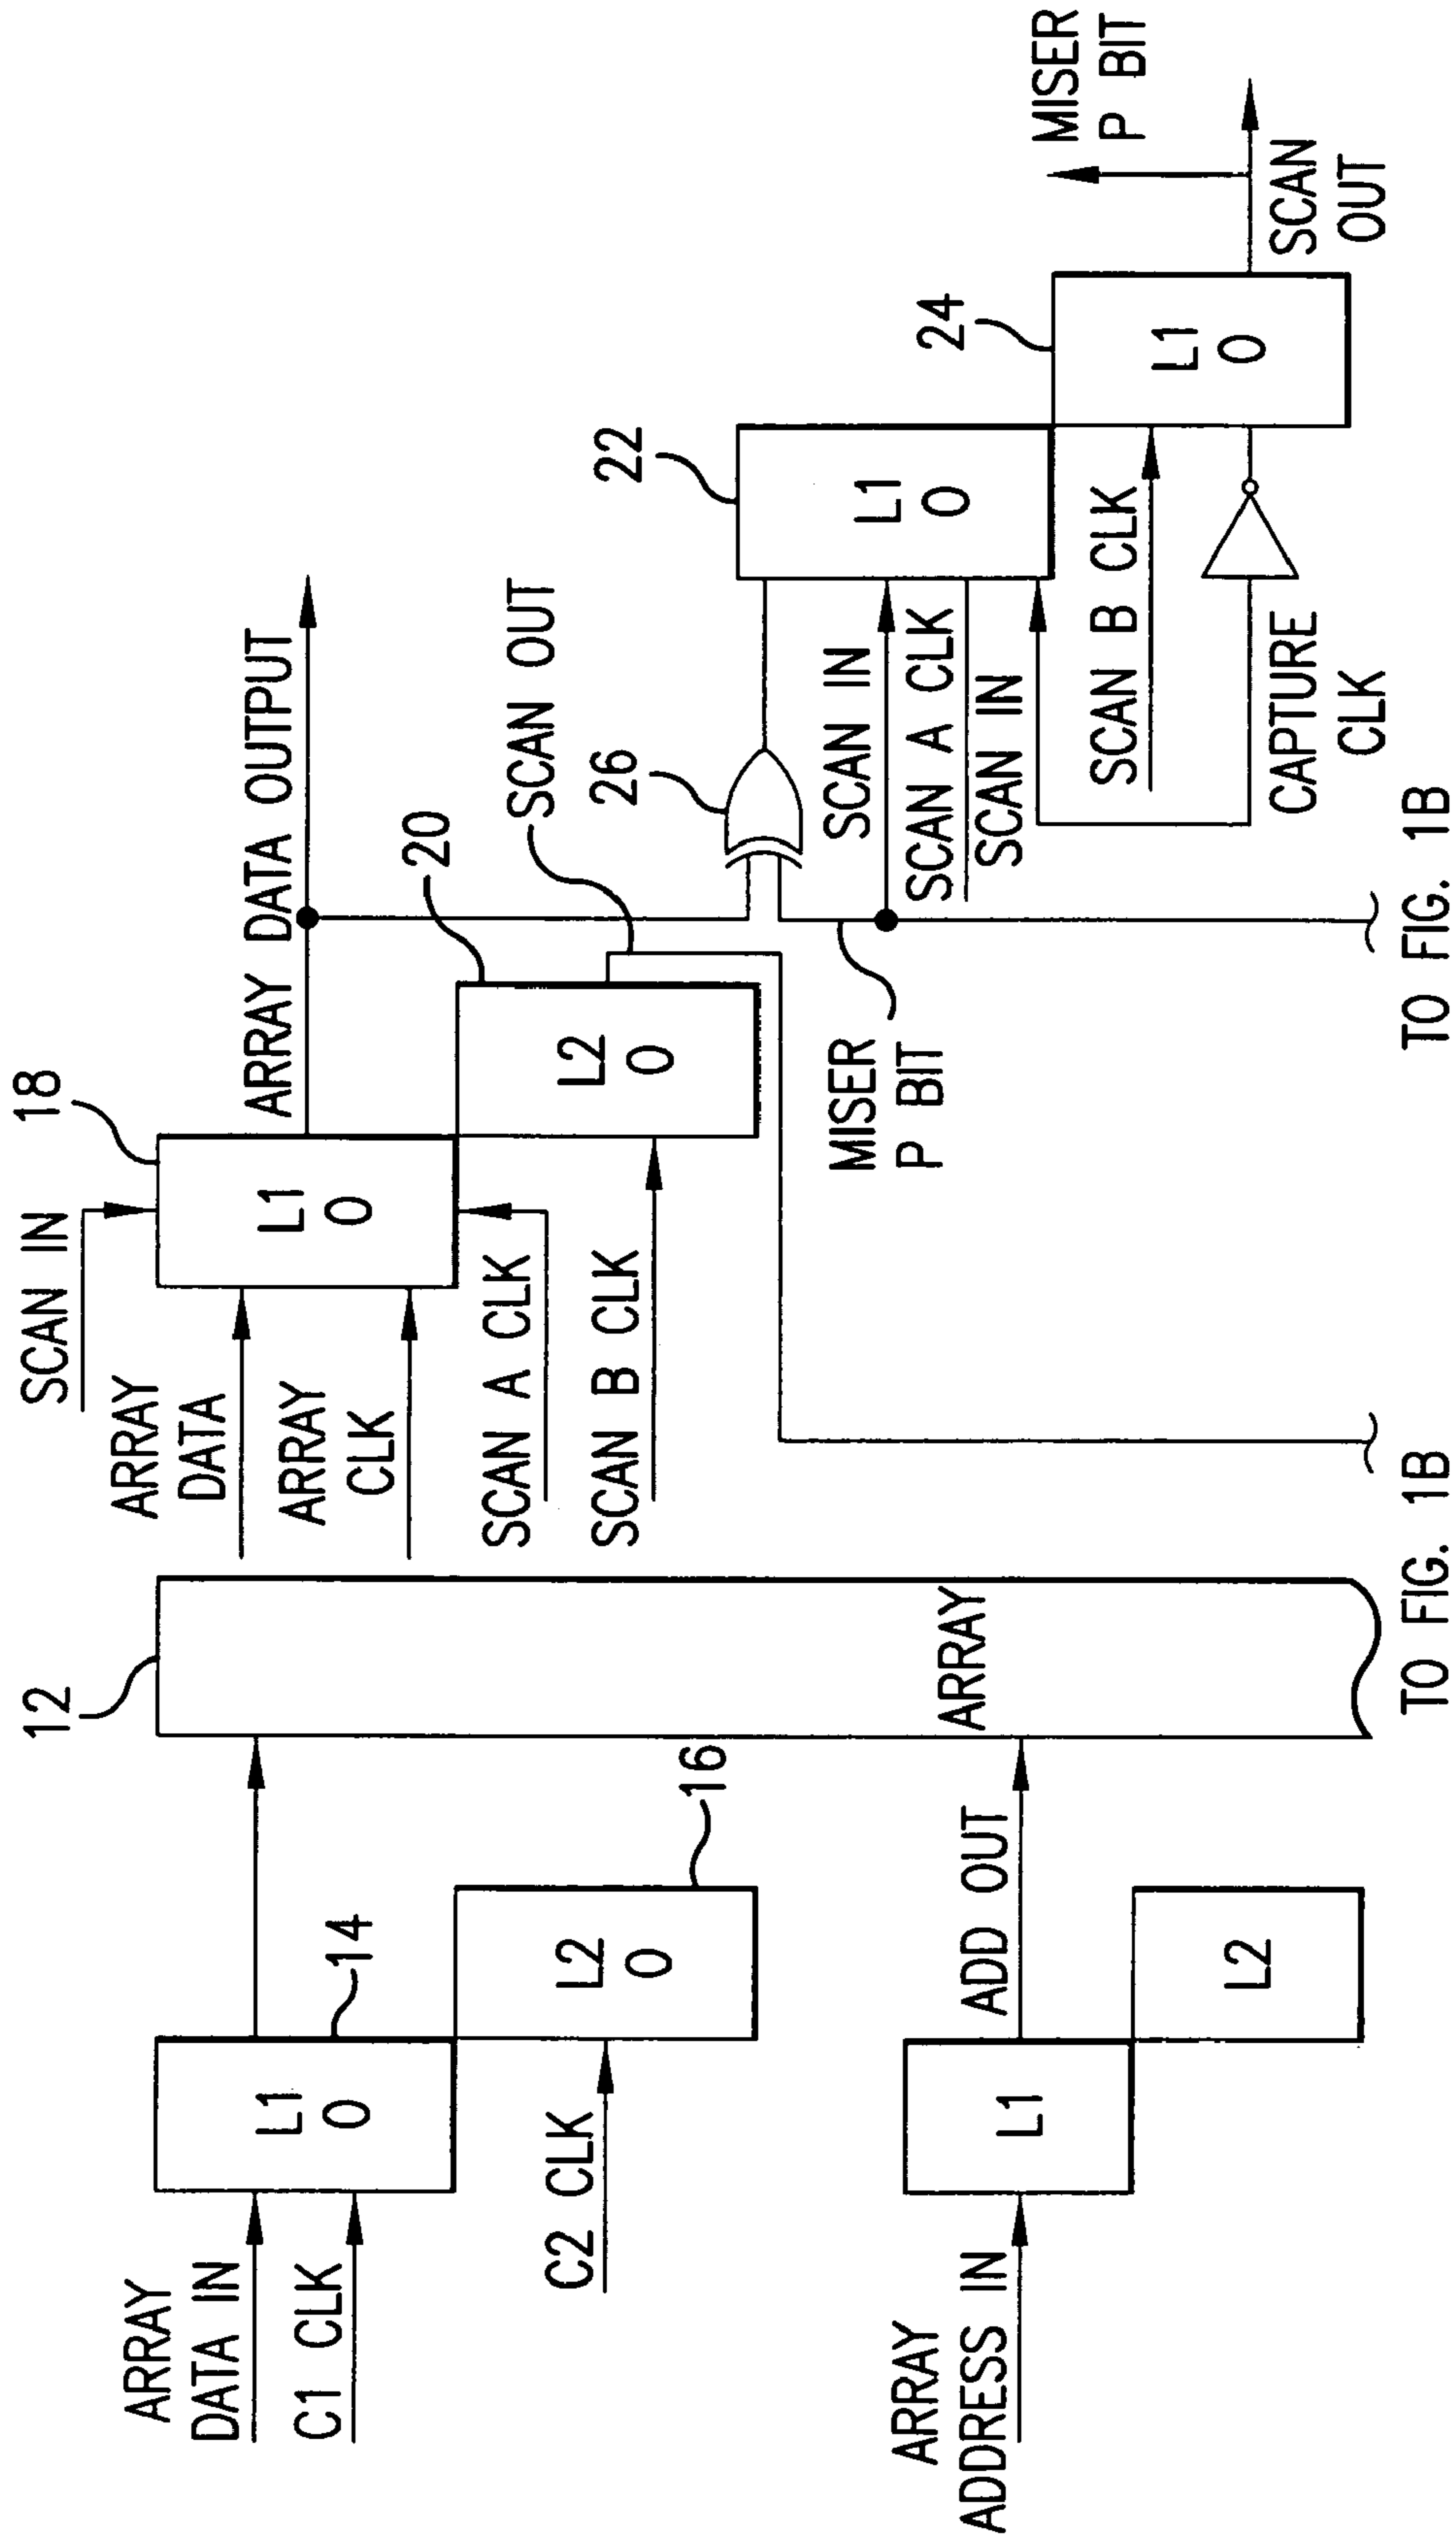 ARRAY
DATA IN
C1 CLK
L1
0
14
C2 CLK
L2
0
16
ARRAY
ADDRESS IN
L1
L2
ADD OUT
12
ARRAY
TO FIG. 1B
SCAN IN
ARRAY
DATA
ARRAY
CLK
SCAN A CLK
SCAN B CLK
18
L1
0
20
L2
0
ARRAY DATA OUTPUT
SCAN OUT
26
MISER
P BIT
TO FIG. 1B
SCAN IN
SCAN A CLK
SCAN IN
22
L1
0
SCAN B CLK
CAPTURE
CLK
24
L1
0
MISER
P BIT
SCAN
OUT